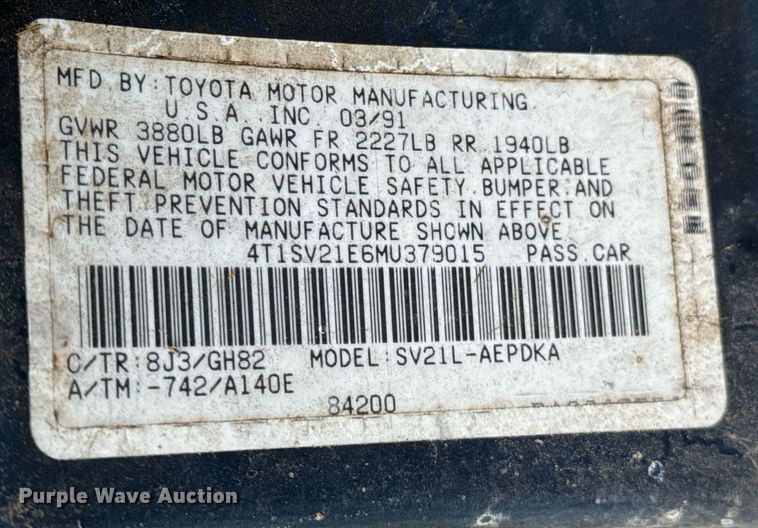 MFD. BY: TOYOTA MOTOR MANUFACTURING.
U.S.A. INC. 03/91
GVWR 3880LB GAWR FR 2227LB RR 1940LB
THIS VEHICLE CONFORMS TO ALL APPLICABLE
FEDERAL MOTOR VEHICLE SAFETY, BUMPER, AND
THEFT PREVENTION STANDARDS IN EFFECT ON
THE DATE OF MANUFACTURE SHOWN ABOVE.
4T1SV21E6MU379015 PASS.CAR
C/TR:8J3/GH82 MODEL:SV21L-AEPDKA
A/TM:-742/A140E
84200
Purple Wave Auction